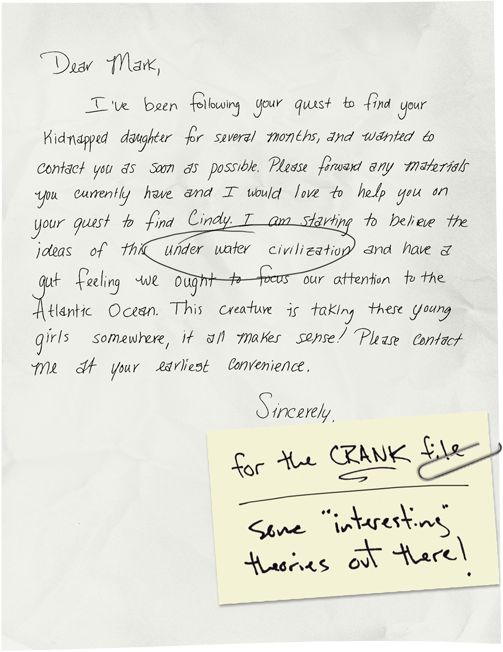 Dear Mark,
I've been following your quest to find your
kidnapped daughter for several months, and wanted to
contact you as soon as possible. Please forward any materials
you currently have and I would love to help you on
your quest to find Cindy. I am starting to believe the
ideas of this under water civilization and have a
gut feeling we ought to focus our attention to the
Atlantic Ocean. This creature is taking these young
girls somewhere, it all makes sense! Please contact
me at your earliest convenience.
Sincerely,
for the CRANK file
some "interesting"
theories out there!